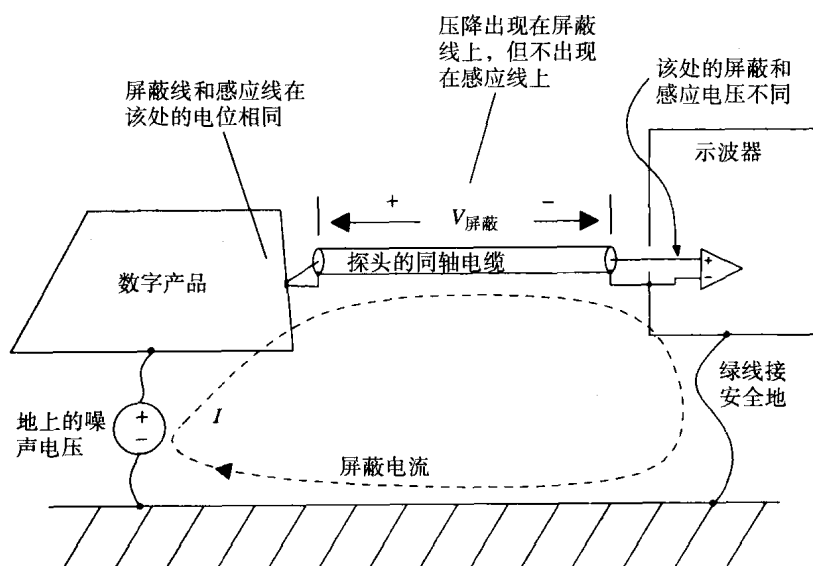 压降出现在屏蔽
线上，但不出现
在感应线上
该处的屏蔽和
感应电压不同
屏蔽线和感应线在
该处的电位相同
示波器
+ V屏蔽 −
探头的同轴电缆
+
−
数字产品
地上的噪
声电压
+
−
I
屏蔽电流
绿线接
安全地